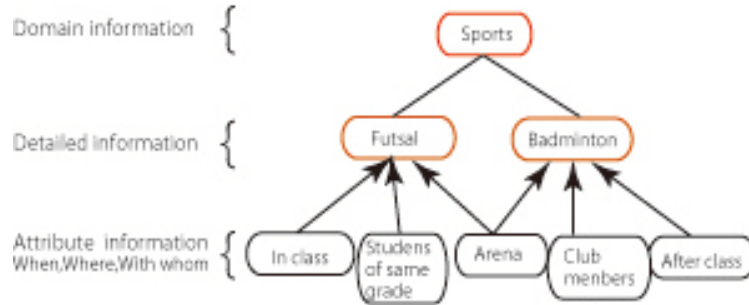 Domain information
Sports
Detailed information
Futsal
Badminton
Attribute information
When,Where,With whom
In class
Studens
of same
grade
Arena
Club
menbers
After class